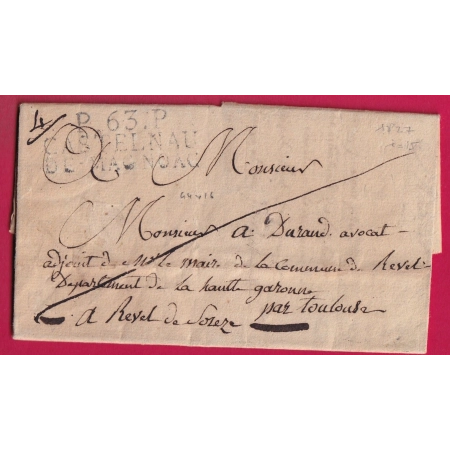 4
P. 63. P
CASTELNAU
DE-MAGNOAC
Monsieur
Monsieur a: Durand avocat
adjoint de mr le maire de la commune de Revel
Departement de la haute garonne
par toulouse
a Revel de Soreze